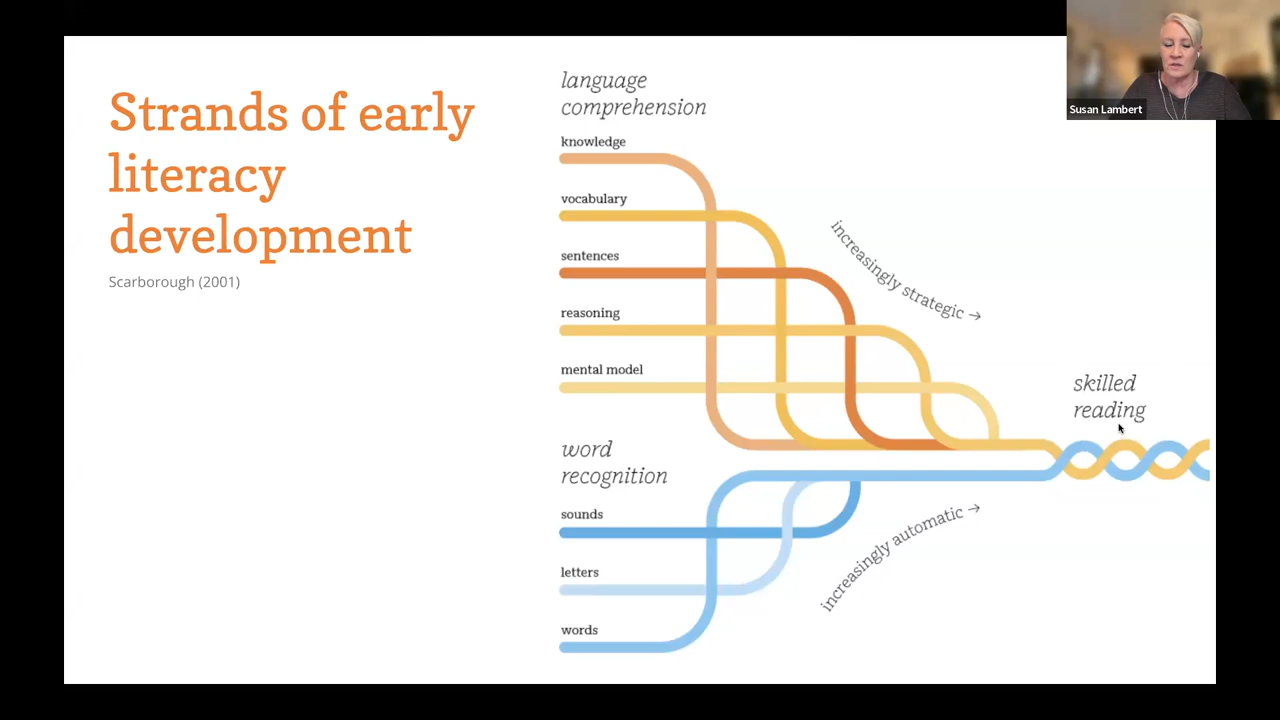 Strands of early
literacy
development
Scarborough (2001)
language
comprehension
knowledge
vocabulary
sentences
reasoning
mental model
word
recognition
sounds
letters
words
increasingly strategic →
increasingly automatic →
skilled
reading
Susan Lambert